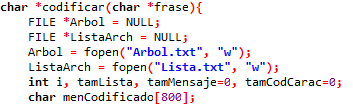 char *codificar(char *frase){
FILE *Arbol = NULL;
FILE *ListaArch = NULL;
Arbol = fopen("Arbol.txt", "w");
ListaArch = fopen("Lista.txt", "w");
int i, tamLista, tamMensaje=0, tamCodCarac=0;
char menCodificado[800];